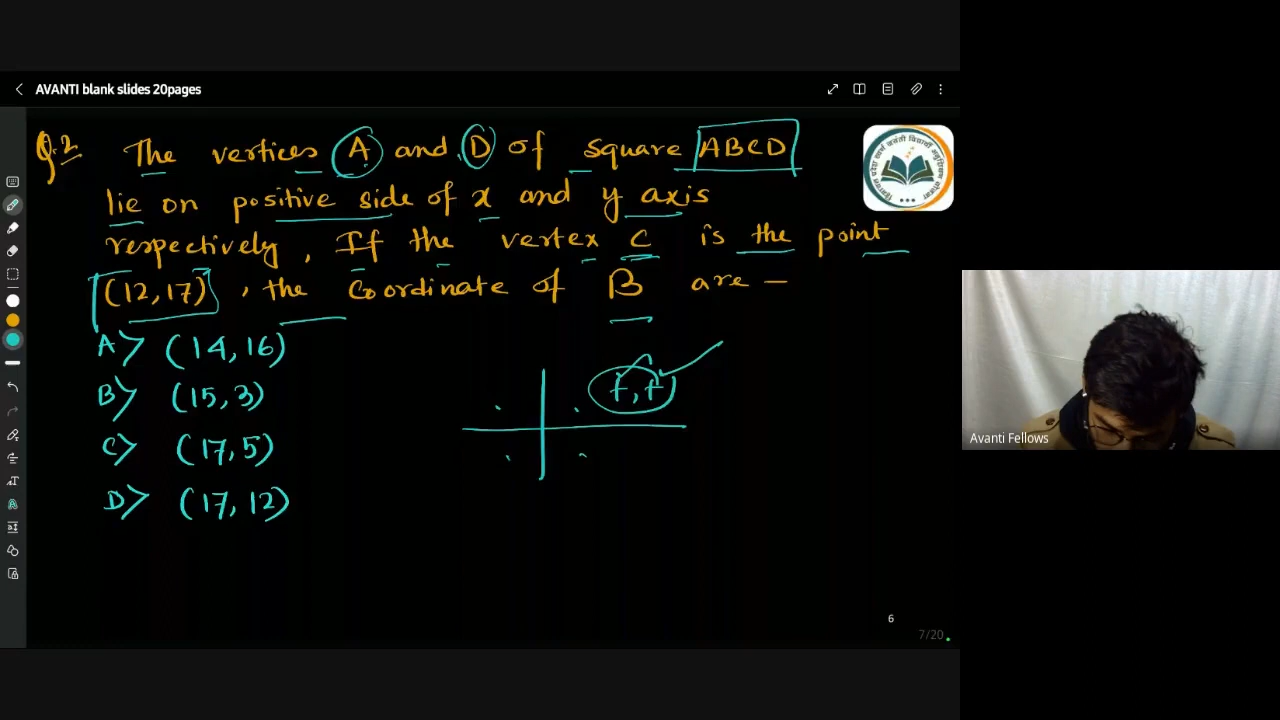 AVANTI blank slides 20pages
Q.2 The vertices A and D of square ABCD
lie on positive side of x and y axis
respectively, If the vertex C is the point
(12,17), the Coordinate of B are —
A> (14,16)
B> (15,3)
C> (17,5)
D> (17,12)
+,+
Avanti Fellows
6
7/20